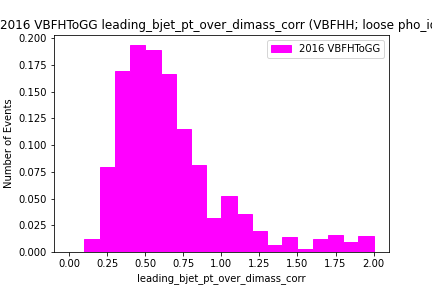 2016 VBFHToGG leading_bjet_pt_over_dimass_corr (VBFHH; loose pho_i
2016 VBFHToGG
Number of Events
0.200
0.175
0.150
0.125
0.100
0.075
0.050
0.025
0.000
0.00 0.25 0.50 0.75 1.00 1.25 1.50 1.75 2.00
leading_bjet_pt_over_dimass_corr